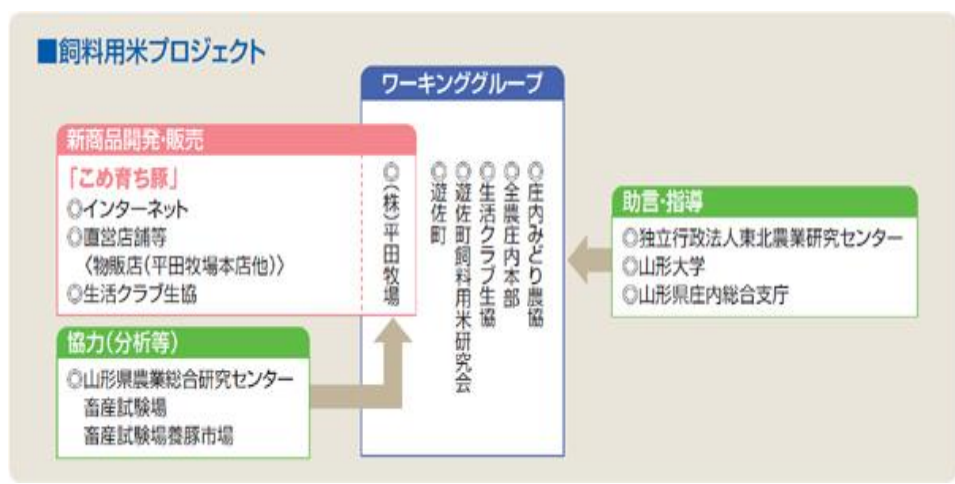 ■飼料用米プロジェクト
ワーキンググループ
新商品開発・販売
「こめ育ち豚」
◎インターネット
◎直営店舗等
〈物販店(平田牧場本店他)〉
◎生活クラブ生協
◎庄内みどり農協
◎全農庄内本部
◎生活クラブ生協
◎遊佐町飼料用米研究会
◎遊佐町
◎(株)平田牧場
助言・指導
◎独立行政法人東北農業研究センター
◎山形大学
◎山形県庄内総合支庁
協力(分析等)
◎山形県農業総合研究センター
畜産試験場
畜産試験場養豚市場